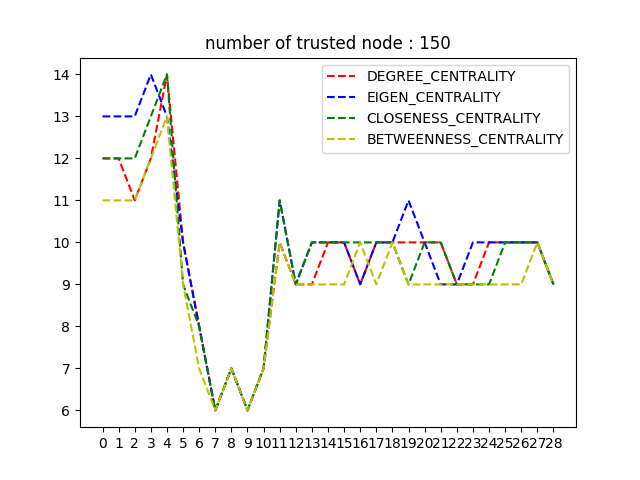 number of trusted node : 150
DEGREE_CENTRALITY
EIGEN_CENTRALITY
CLOSENESS_CENTRALITY
BETWEENNESS_CENTRALITY
14
13
12
11
10
9
8
7
6
0 1 2 3 4 5 6 7 8 9 10 11 12 13 14 15 16 17 18 19 20 21 22 23 24 25 26 27 28